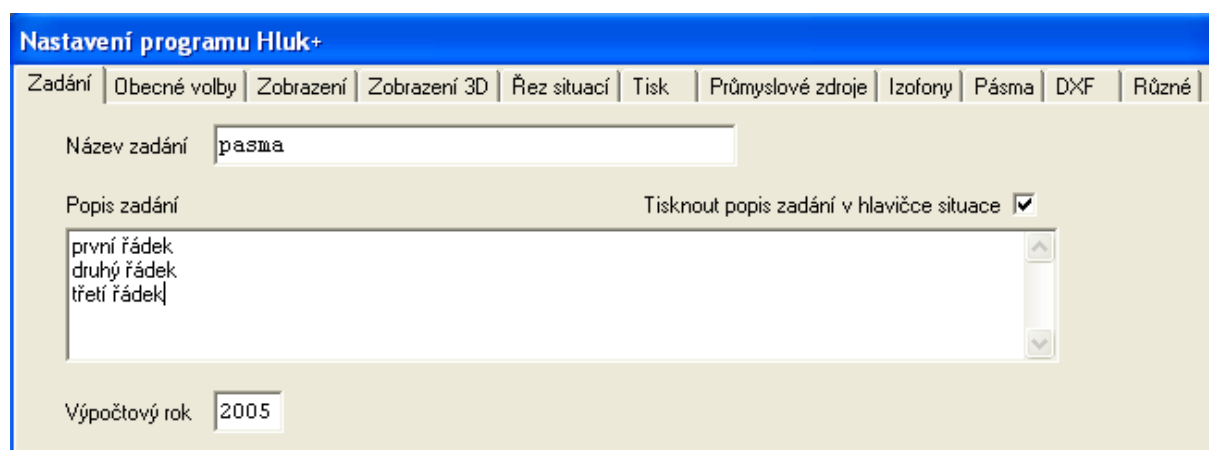 Nastavení programu Hluk+
Zadání Obecné volby Zobrazení Zobrazení 3D Řez situací Tisk Průmyslové zdroje Izofony Pásma DXF Různé
Název zadání pasma
Popis zadání Tisknout popis zadání v hlavičce situace
první řádek
druhý řádek
třetí řádek
Výpočtový rok 2005